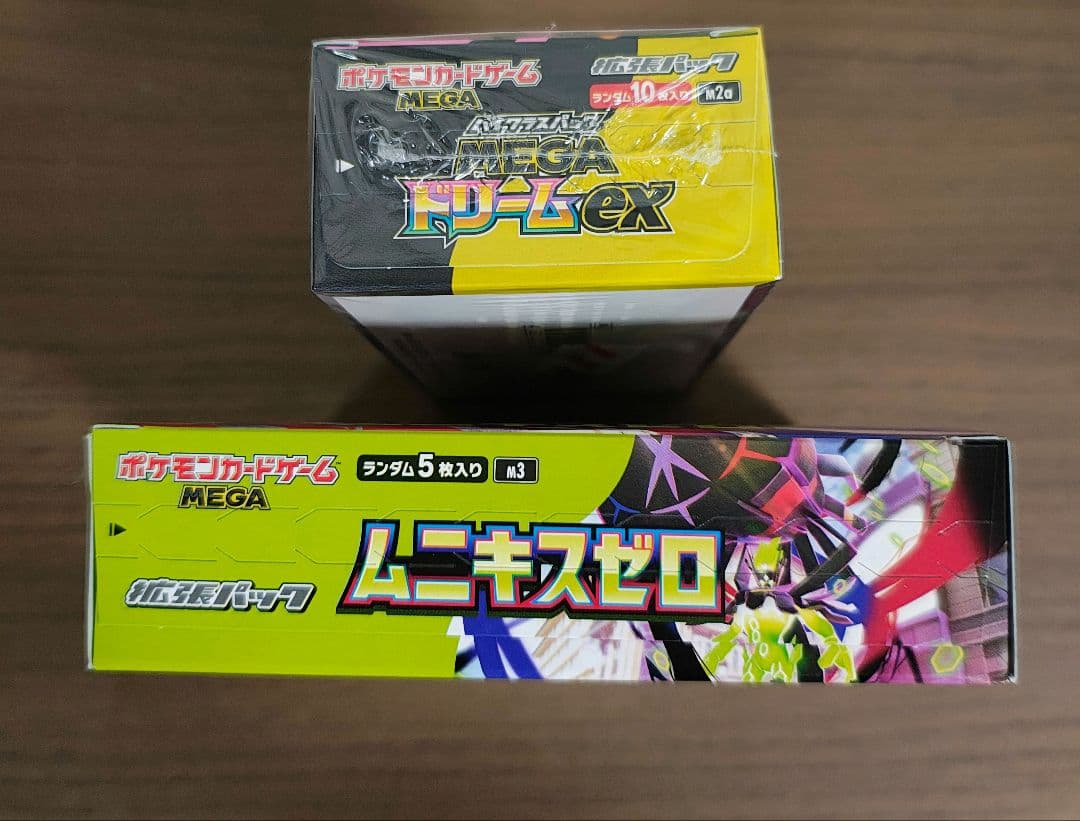 ポケモンカードゲーム
MEGA
拡張パック
ランダム10枚入り M2a
ハイクラスパック
MEGA
ドリームex
ポケモンカードゲーム™
MEGA
ランダム5枚入り M3
ムニキスゼロ
拡張パック